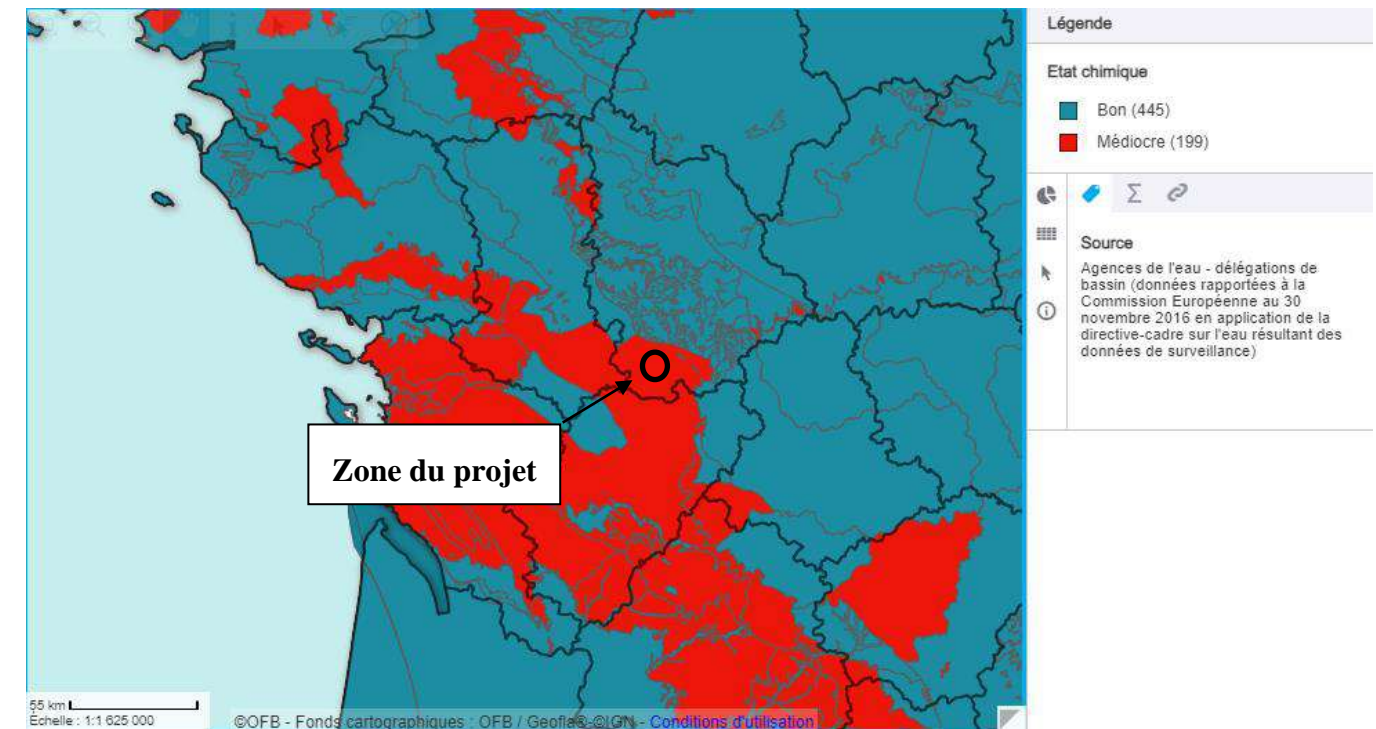 Légende
Etat chimique
Bon (445)
Médiocre (199)
Σ
Source
Agences de l'eau - délégations de
bassin (données rapportées à la
Commission Européenne au 30
novembre 2016 en application de la
directive-cadre sur l'eau résultant des
données de surveillance)
Zone du projet
55 km
Échelle : 1:1 625 000
©OFB - Fonds cartographiques : OFB / Geofla®-©IGN - Conditions d'utilisation